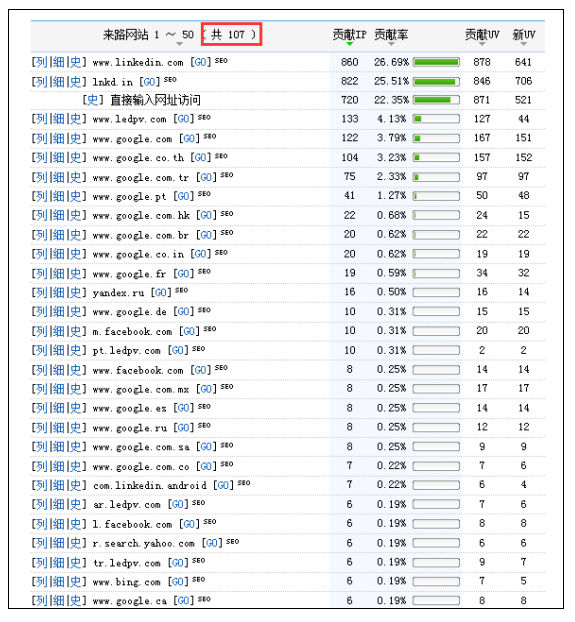 来路网站 1 ～ 50 ( 共 107 ) 贡献IP 贡献率 贡献UV 新UV
[列|细|史] www.linkedin.com [GO] SEO 860 26.69% 878 641
[列|细|史] lnkd.in [GO] SEO 822 25.51% 846 706
[史] 直接输入网址访问 720 22.35% 871 521
[列|细|史] www.ledpv.com [GO] SEO 133 4.13% 127 44
[列|细|史] www.google.com [GO] SEO 122 3.79% 167 151
[列|细|史] www.google.co.th [GO] SEO 104 3.23% 157 152
[列|细|史] www.google.com.tr [GO] SEO 75 2.33% 97 97
[列|细|史] www.google.pt [GO] SEO 41 1.27% 50 48
[列|细|史] www.google.com.hk [GO] SEO 22 0.68% 24 15
[列|细|史] www.google.com.br [GO] SEO 20 0.62% 22 22
[列|细|史] www.google.co.in [GO] SEO 20 0.62% 19 19
[列|细|史] www.google.fr [GO] SEO 19 0.59% 34 32
[列|细|史] yandex.ru [GO] SEO 16 0.50% 16 14
[列|细|史] www.google.de [GO] SEO 10 0.31% 15 15
[列|细|史] m.facebook.com [GO] SEO 10 0.31% 20 20
[列|细|史] pt.ledpv.com [GO] SEO 10 0.31% 2 2
[列|细|史] www.facebook.com [GO] SEO 8 0.25% 14 14
[列|细|史] www.google.com.mx [GO] SEO 8 0.25% 17 17
[列|细|史] www.google.es [GO] SEO 8 0.25% 14 14
[列|细|史] www.google.ru [GO] SEO 8 0.25% 12 12
[列|细|史] www.google.com.sa [GO] SEO 8 0.25% 9 9
[列|细|史] www.google.com.co [GO] SEO 7 0.22% 7 6
[列|细|史] com.linkedin.android [GO] SEO 7 0.22% 6 4
[列|细|史] ar.ledpv.com [GO] SEO 6 0.19% 7 6
[列|细|史] l.facebook.com [GO] SEO 6 0.19% 8 8
[列|细|史] r.search.yahoo.com [GO] SEO 6 0.19% 6 6
[列|细|史] tr.ledpv.com [GO] SEO 6 0.19% 9 7
[列|细|史] www.bing.com [GO] SEO 6 0.19% 7 5
[列|细|史] www.google.ca [GO] SEO 6 0.19% 8 8